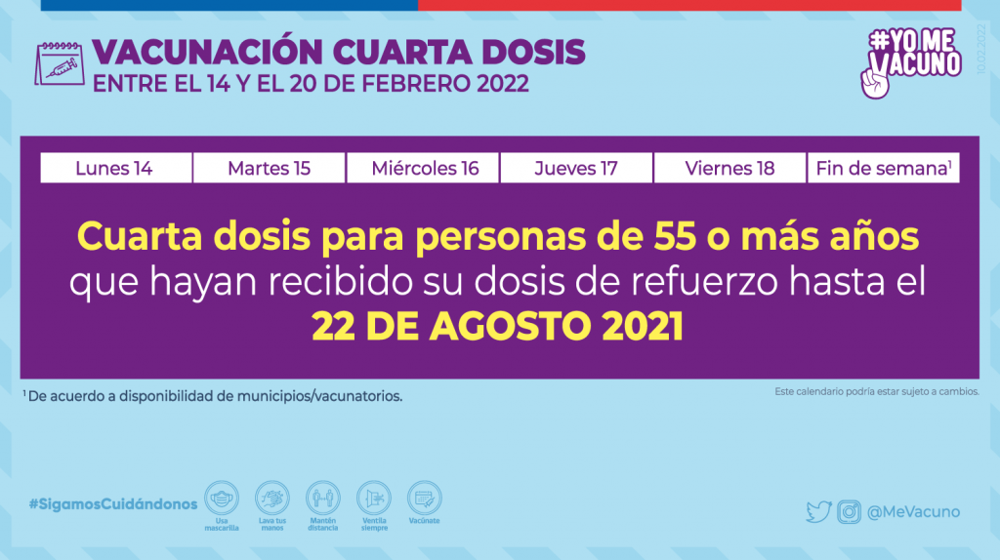 VACUNACIÓN CUARTA DOSIS
ENTRE EL 14 Y EL 20 DE FEBRERO 2022
#YO ME
VACUNO
10.02.2022
Lunes 14
Martes 15
Miércoles 16
Jueves 17
Viernes 18
Fin de semana¹
Cuarta dosis para personas de 55 o más años
que hayan recibido su dosis de refuerzo hasta el
22 DE AGOSTO 2021
¹ De acuerdo a disponibilidad de municipios/vacunatorios.
Este calendario podría estar sujeto a cambios.
#SigamosCuidándonos
Usa
mascarilla
Lava tus
manos
Mantén
distancia
Ventila
siempre
Vacúnate
@MeVacuno